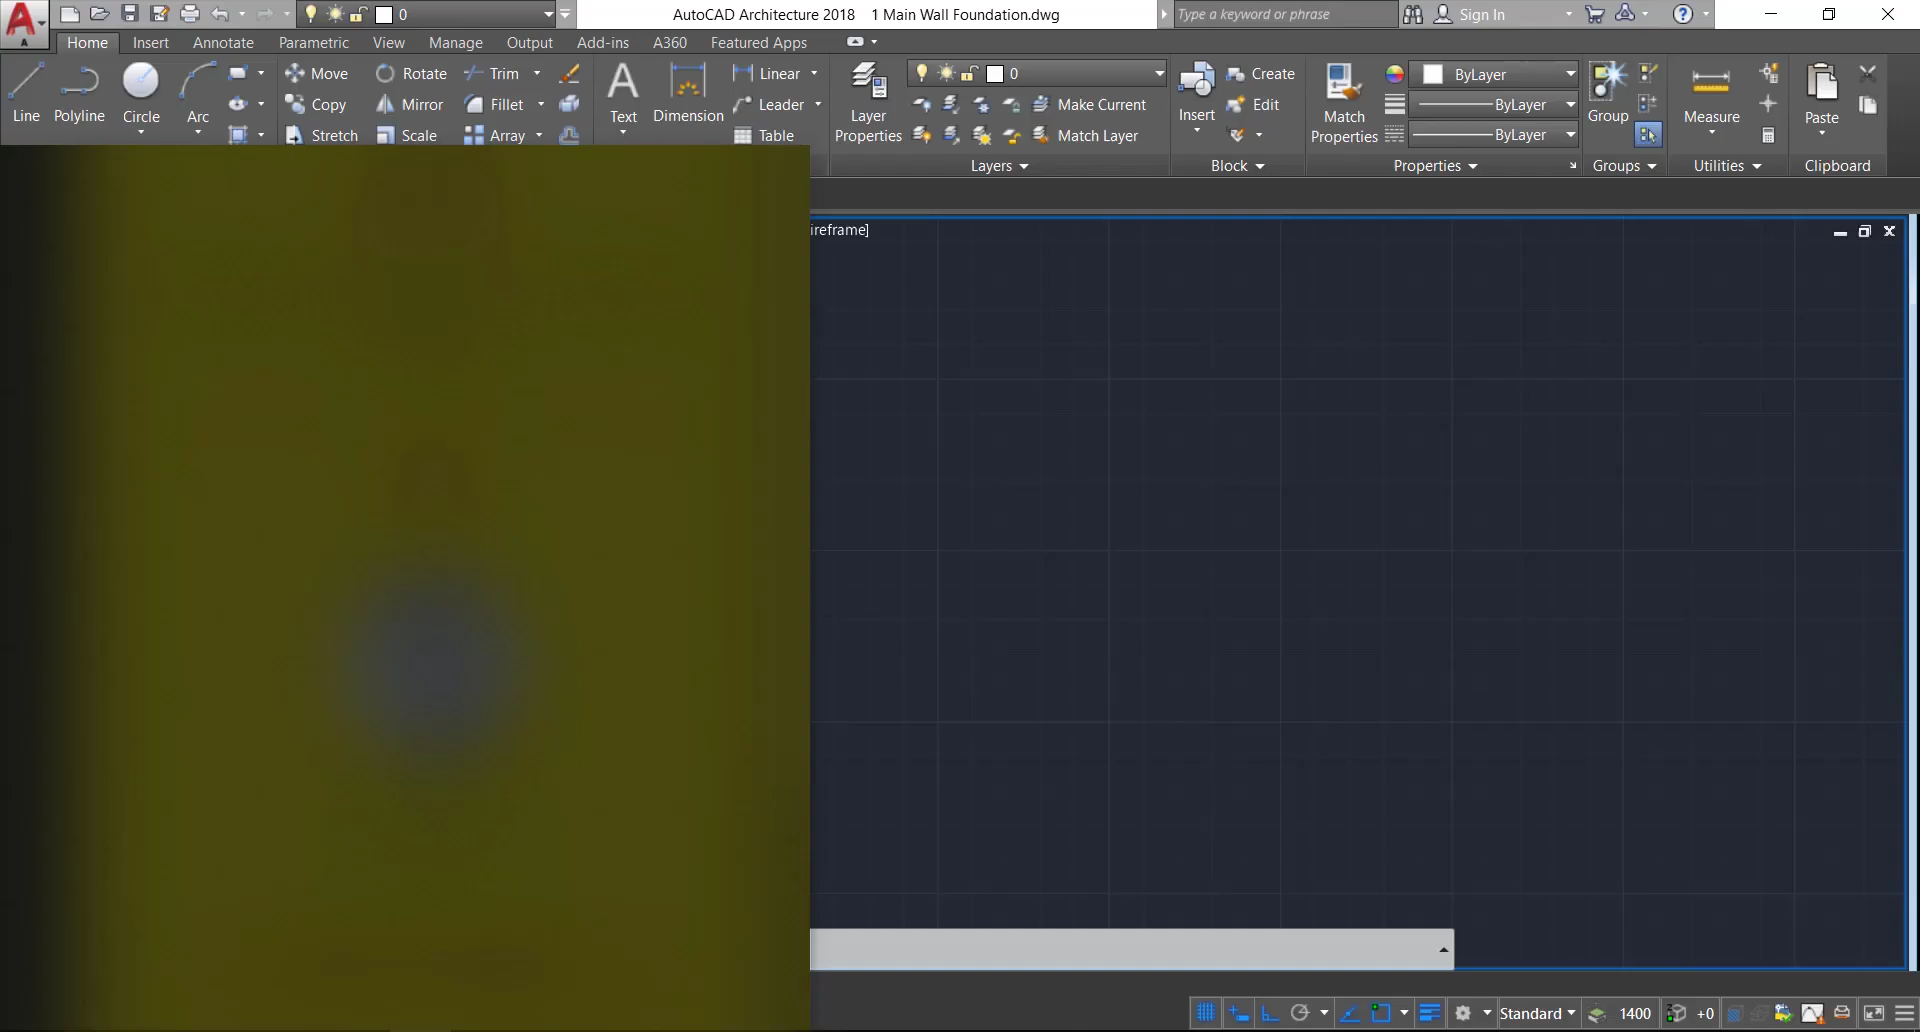 AutoCAD Architecture 2018 1 Main Wall Foundation.dwg
0
Type a keyword or phrase
Sign In
A
Home Insert Annotate Parametric View Manage Output Add-ins A360 Featured Apps
Line
Polyline
Circle
Arc
Move
Copy
Stretch
Rotate
Mirror
Scale
Trim
Fillet
Array
Text
Dimension
Linear
Leader
Table
Layer
Properties
0
Make Current
Match Layer
Layers
Insert
Create
Edit
Block
Match
Properties
ByLayer
ByLayer
ByLayer
Properties
Group
Groups
Measure
Utilities
Paste
Clipboard
ireframe]
Standard
1400
+0